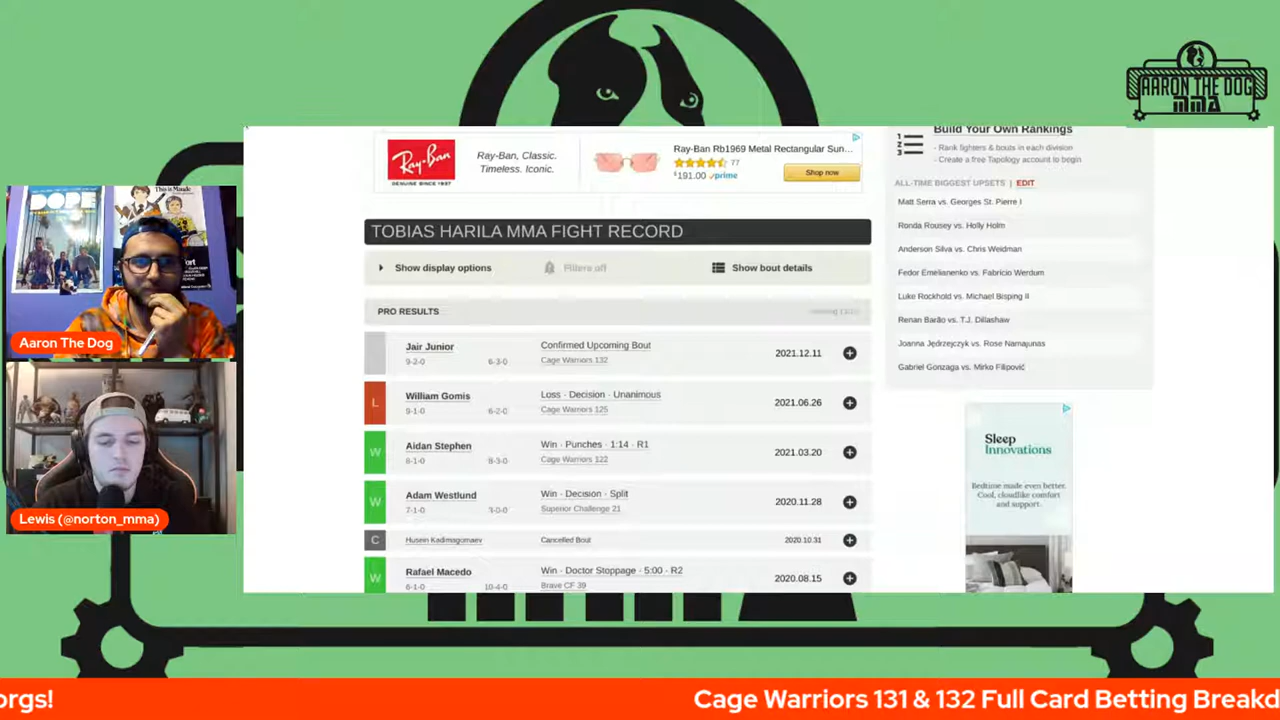 AARON THE DOG
MMA
This is Maude
DOPE
Aaron The Dog
Lewis (@norton_mma)
Ray-Ban
GENUINE SINCE 1937
Ray-Ban, Classic.
Timeless. Iconic.
Ray-Ban Rb1969 Metal Rectangular Sun...
77
$191.00 prime
Shop now
TOBIAS HARILA MMA FIGHT RECORD
Show display options
Filters off
Show bout details
PRO RESULTS
Jair Junior
9-2-0 6-3-0
Confirmed Upcoming Bout
Cage Warriors 132
2021.12.11
L
William Gomis
9-1-0 6-2-0
Loss · Decision · Unanimous
Cage Warriors 125
2021.06.26
W
Aidan Stephen
8-1-0 8-3-0
Win · Punches · 1:14 · R1
Cage Warriors 122
2021.03.20
W
Adam Westlund
7-1-0 3-0-0
Win · Decision · Split
Superior Challenge 21
2020.11.28
C
Husein Kadimagomaev
Cancelled Bout
2020.10.31
W
Rafael Macedo
6-1-0 10-4-0
Win · Doctor Stoppage · 5:00 · R2
Brave CF 39
2020.08.15
1
2
3
Build Your Own Rankings
- Rank fighters & bouts in each division
- Create a free Tapology account to begin
ALL-TIME BIGGEST UPSETS | EDIT
Matt Serra vs. Georges St. Pierre I
Ronda Rousey vs. Holly Holm
Anderson Silva vs. Chris Weidman
Fedor Emelianenko vs. Fabricio Werdum
Luke Rockhold vs. Michael Bisping II
Renan Barão vs. T.J. Dillashaw
Joanna Jędrzejczyk vs. Rose Namajunas
Gabriel Gonzaga vs. Mirko Filipović
Sleep
Innovations
Bedtime made even better.
Cool, cloudlike comfort
and support.
orgs!
Cage Warriors 131 & 132 Full Card Betting Breakd